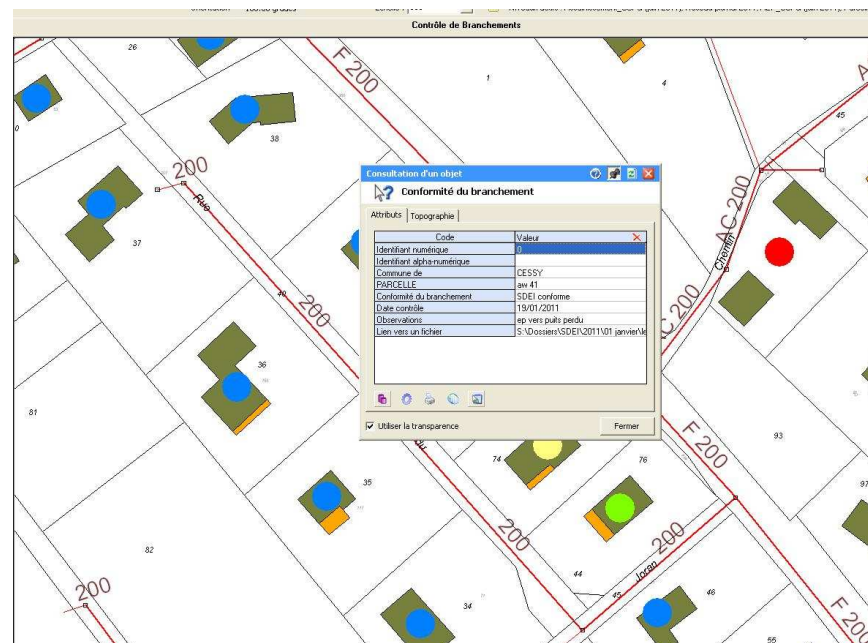 Contrôle de Branchements
26
F 200
1
4
45
38
200
Rue
37
AC 200
Chemin
40
200
AC 200
36
81
F 200
93
74
76
97
35
82
200
200
Joran
44
45
46
34
200
F 200
55
Consultation d'un objet
Conformité du branchement
Attributs
Topographie
Code
Valeur
Identifiant numérique
0
Identifiant alpha-numérique
Commune de
CESSY
PARCELLE
aw 41
Conformité du branchement
SDEI conforme
Date contrôle
19/01/2011
Observations
ep vers puits perdu
Lien vers un fichier
S:\Dossiers\SDEI\2011\01 janvier\le
Utiliser la transparence
Fermer